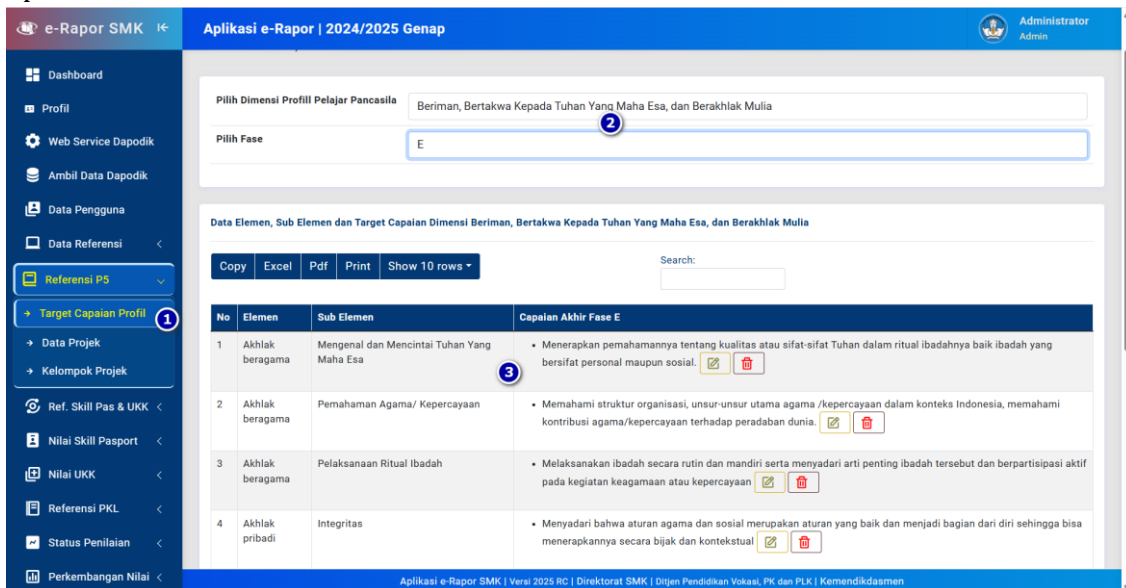 e-Rapor SMK
Aplikasi e-Rapor | 2024/2025 Genap
Administrator
Admin
Dashboard
Profil
Web Service Dapodik
Ambil Data Dapodik
Data Pengguna
Data Referensi
Referensi P5
Target Capaian Profil
1
Data Projek
Kelompok Projek
Ref. Skill Pas & UKK
Nilai Skill Pasport
Nilai UKK
Referensi PKL
Status Penilaian
Perkembangan Nilai
Pilih Dimensi Profill Pelajar Pancasila
Beriman, Bertakwa Kepada Tuhan Yang Maha Esa, dan Berakhlak Mulia
2
Pilih Fase
E
Data Elemen, Sub Elemen dan Target Capaian Dimensi Beriman, Bertakwa Kepada Tuhan Yang Maha Esa, dan Berakhlak Mulia
Copy Excel Pdf Print Show 10 rows
Search:
No Elemen Sub Elemen Capaian Akhir Fase E
1 Akhlak beragama Mengenal dan Mencintai Tuhan Yang Maha Esa
• Menerapkan pemahamannya tentang kualitas atau sifat-sifat Tuhan dalam ritual ibadahnya baik ibadah yang
bersifat personal maupun sosial.
3
2 Akhlak beragama Pemahaman Agama/ Kepercayaan
• Memahami struktur organisasi, unsur-unsur utama agama /kepercayaan dalam konteks Indonesia, memahami
kontribusi agama/kepercayaan terhadap peradaban dunia.
3 Akhlak beragama Pelaksanaan Ritual Ibadah
• Melaksanakan ibadah secara rutin dan mandiri serta menyadari arti penting ibadah tersebut dan berpartisipasi aktif
pada kegiatan keagamaan atau kepercayaan
4 Akhlak pribadi Integritas
• Menyadari bahwa aturan agama dan sosial merupakan aturan yang baik dan menjadi bagian dari diri sehingga bisa
menerapkannya secara bijak dan kontekstual
Aplikasi e-Rapor SMK | Versi 2025 RC | Direktorat SMK | Ditjen Pendidikan Vokasi, PK dan PLK | Kemendikdasmen